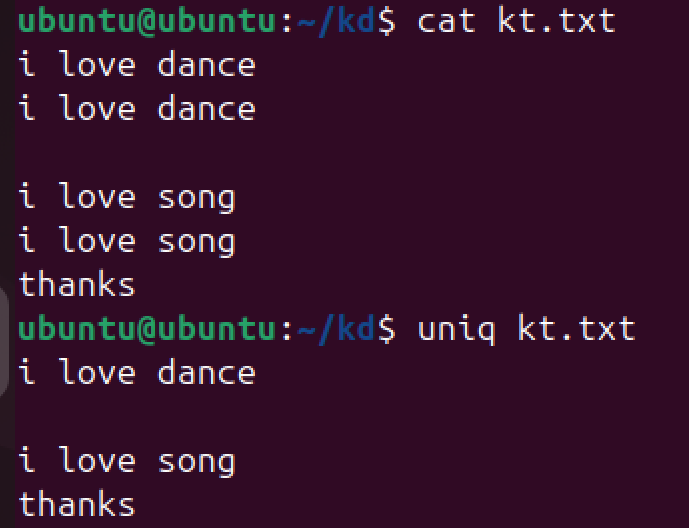 ubuntu@ubuntu:~/kd$ cat kt.txt
i love dance
i love dance

i love song
i love song
thanks
ubuntu@ubuntu:~/kd$ uniq kt.txt
i love dance

i love song
thanks